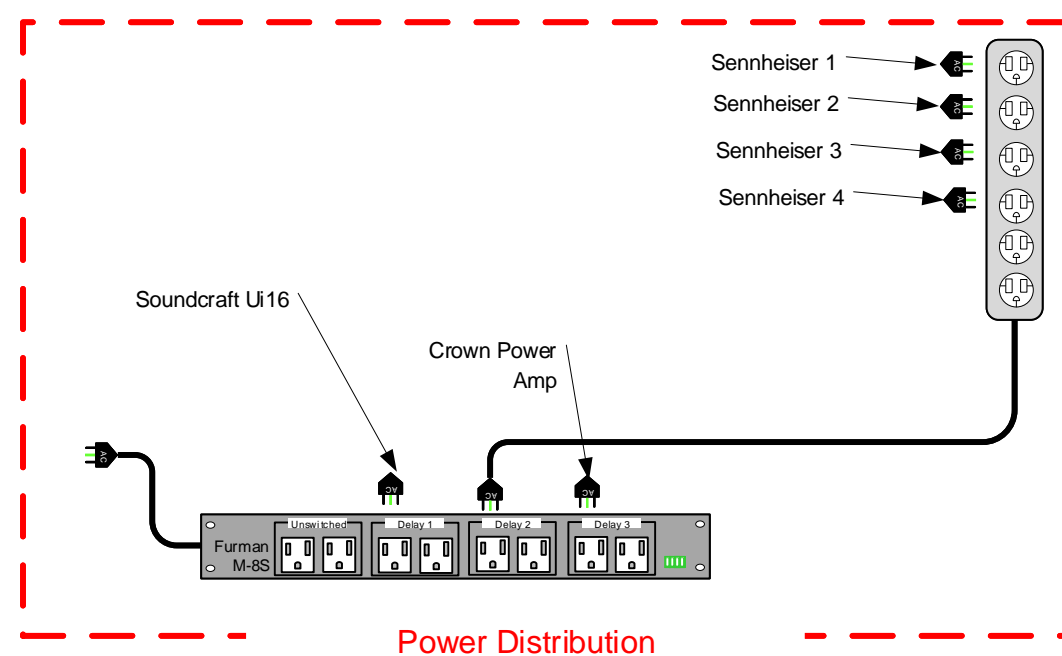 Sennheiser 1
Sennheiser 2
Sennheiser 3
Sennheiser 4
AC
AC
AC
AC
Soundcraft Ui16
Crown Power
Amp
AC
AC
AC
AC
Unswitched
Delay 1
Delay 2
Delay 3
Furman
M-8S
Power Distribution